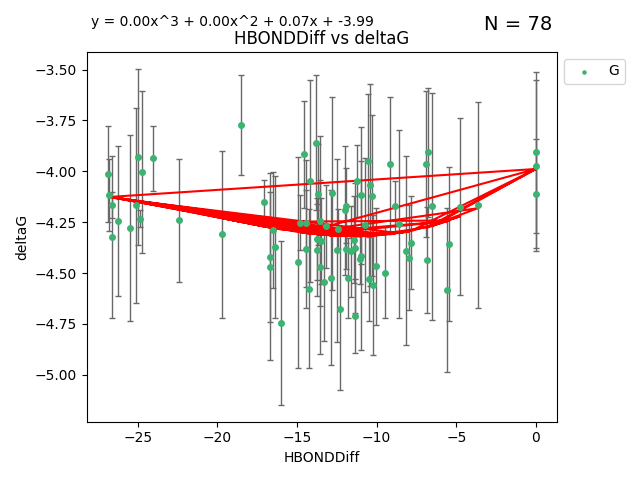 y = 0.00x^3 + 0.00x^2 + 0.07x + -3.99
N = 78
HBONDDiff vs deltaG
G
−3.50
−3.75
−4.00
−4.25
−4.50
−4.75
−5.00
deltaG
−25 −20 −15 −10 −5 0
HBONDDiff